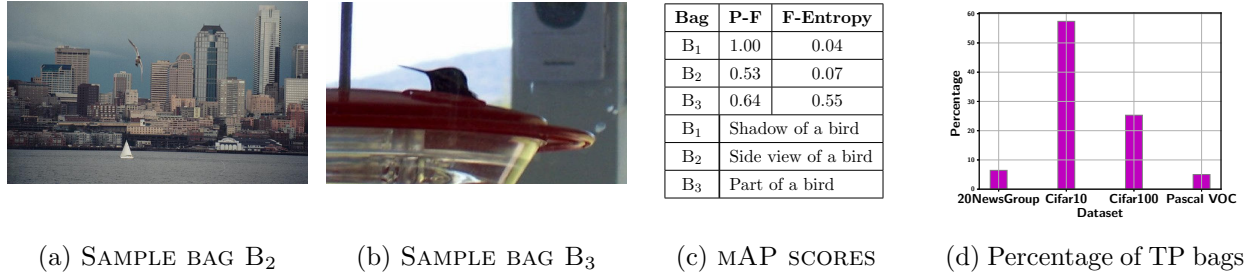 Bag P-F F-Entropy
B1 1.00 0.04
B2 0.53 0.07
B3 0.64 0.55
B1 Shadow of a bird
B2 Side view of a bird
B3 Part of a bird
Percentage
60
50
40
30
20
10
0
20NewsGroup Cifar10 Cifar100 Pascal VOC
Dataset
(a) Sample bag B2
(b) Sample bag B3
(c) mAP scores
(d) Percentage of TP bags